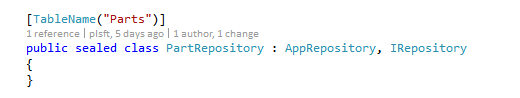 [TableName("Parts")]
1 reference | plsft, 5 days ago | 1 author, 1 change
public sealed class PartRepository : AppRepository, IRepository
{
}